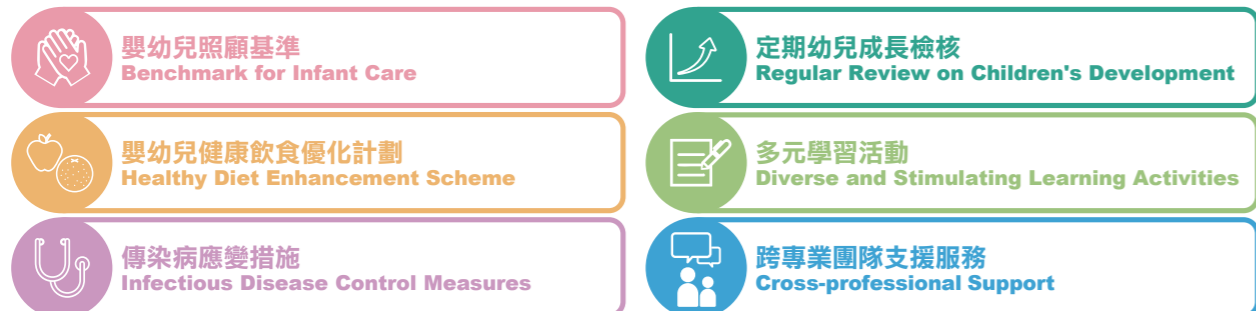 嬰幼兒照顧基準
Benchmark for Infant Care
定期幼兒成長檢核
Regular Review on Children's Development
嬰幼兒健康飲食優化計劃
Healthy Diet Enhancement Scheme
多元學習活動
Diverse and Stimulating Learning Activities
傳染病應變措施
Infectious Disease Control Measures
跨專業團隊支援服務
Cross-professional Support